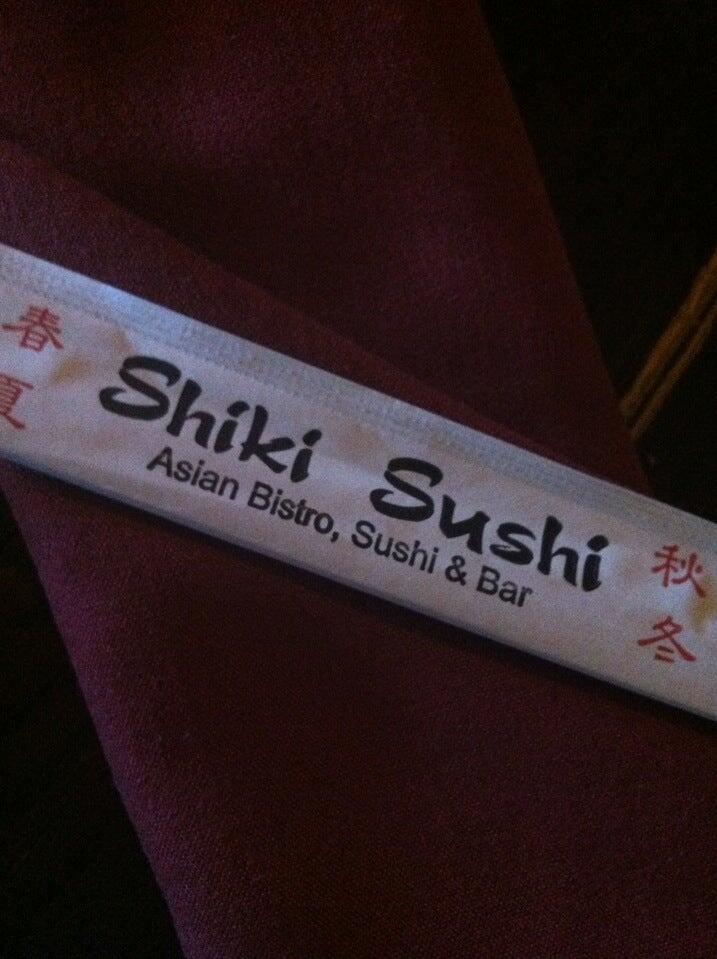 春
夏
Shiki Sushi
Asian Bistro, Sushi & Bar
秋
冬